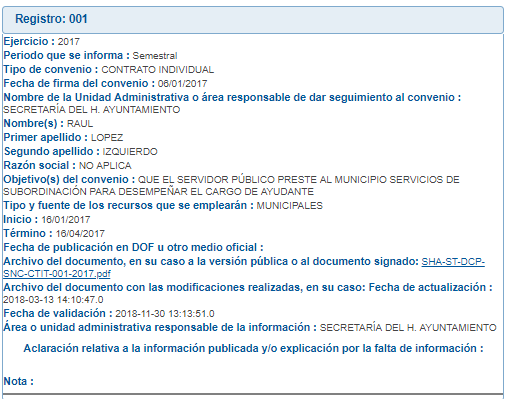 Registro: 001
Ejercicio : 2017
Periodo que se informa : Semestral
Tipo de convenio : CONTRATO INDIVIDUAL
Fecha de firma del convenio : 06/01/2017
Nombre de la Unidad Administrativa o área responsable de dar seguimiento al convenio :
SECRETARÍA DEL H. AYUNTAMIENTO
Nombre(s) : RAUL
Primer apellido : LOPEZ
Segundo apellido : IZQUIERDO
Razón social : NO APLICA
Objetivo(s) del convenio : QUE EL SERVIDOR PÚBLICO PRESTE AL MUNICIPIO SERVICIOS DE
SUBORDINACIÓN PARA DESEMPEÑAR EL CARGO DE AYUDANTE
Tipo y fuente de los recursos que se emplearán : MUNICIPALES
Inicio : 16/01/2017
Término : 16/04/2017
Fecha de publicación en DOF u otro medio oficial :
Archivo del documento, en su caso a la versión pública o al documento signado: SHA-ST-DCP-
SNC-CTIT-001-2017.pdf
Archivo del documento con las modificaciones realizadas, en su caso: Fecha de actualización :
2018-03-13 14:10:47.0
Fecha de validación : 2018-11-30 13:13:51.0
Área o unidad administrativa responsable de la información : SECRETARÍA DEL H. AYUNTAMIENTO
Aclaración relativa a la información publicada y/o explicación por la falta de información :
Nota :